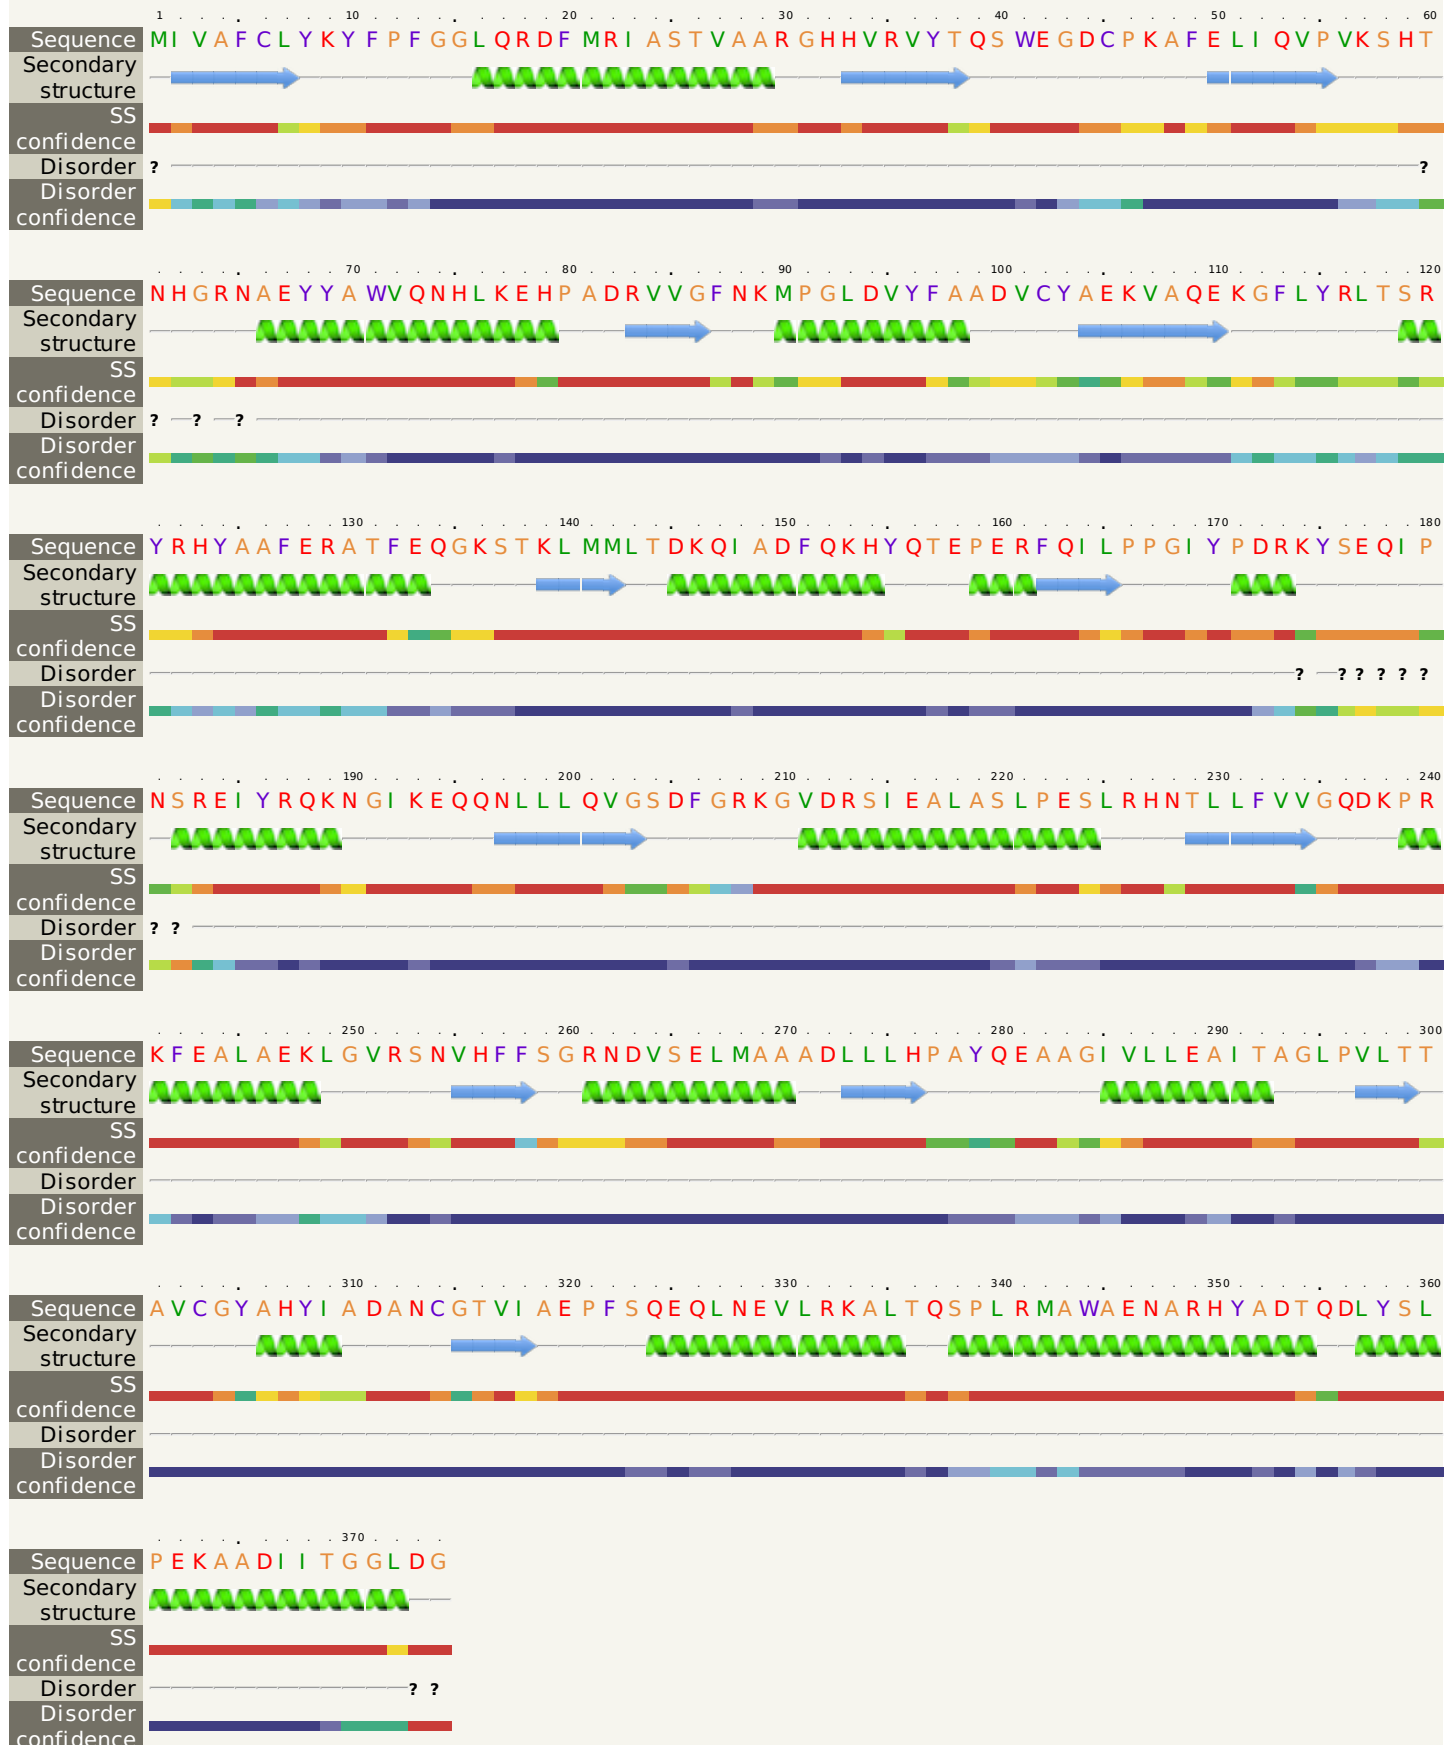 1 . . . . 10 . . . . . . . . 20 . . . . . . . . 30 . . . . . . . . 40 . . . . . . . . 50 . . . . . . . . 60
Sequence MIVAFCLYKYFPFGGLQRDFMRIASTVAARGHHVRVYTQSWEGDCPKAFELIQVPVKSHT
Secondary
structure
SS
confidence
Disorder ? ?
Disorder
confidence
. . . . . . . . 70 . . . . . . . . 80 . . . . . . . . 90 . . . . . . . . 100 . . . . . . . . 110 . . . . . . . . 120
Sequence NHGRNAEYYAWVQNHLKEHPADRVVGFNKMPGLDVYFAADVCYAEKVAQEKGFLYRLTSR
Secondary
structure
SS
confidence
Disorder ? ? ?
Disorder
confidence
. . . . . . . . 130 . . . . . . . . 140 . . . . . . . . 150 . . . . . . . . 160 . . . . . . . . 170 . . . . . . . . 180
Sequence YRHYAAFERATFEQGKSTKLMMLTDKQIADFQKHYQTEPERFQILPPGIYPDRKYSEQIP
Secondary
structure
SS
confidence
Disorder ? ? ? ? ? ?
Disorder
confidence
. . . . . . . . 190 . . . . . . . . 200 . . . . . . . . 210 . . . . . . . . 220 . . . . . . . . 230 . . . . . . . . 240
Sequence NSREIYRQKNGIKEQQNLLLQVGSDFGRKGVDRSIEALASLPESLRHNTLLFVVGQDKPR
Secondary
structure
SS
confidence
Disorder ? ?
Disorder
confidence
. . . . . . . . 250 . . . . . . . . 260 . . . . . . . . 270 . . . . . . . . 280 . . . . . . . . 290 . . . . . . . . 300
Sequence KFEALAEKLGVRSNVHFFSGRNDVSELMAAADLLLHPAYQEAAGIVLLEAITAGLPVLTT
Secondary
structure
SS
confidence
Disorder
Disorder
confidence
. . . . . . . . 310 . . . . . . . . 320 . . . . . . . . 330 . . . . . . . . 340 . . . . . . . . 350 . . . . . . . . 360
Sequence AVCGYAHYIADANCGTVIAEPFSQEQLNEVLRKALTQSPLRMAWAENARHYADTQDLYSL
Secondary
structure
SS
confidence
Disorder
Disorder
confidence
. . . . . . . . 370 . . . .
Sequence PEKAADIITGGLDG
Secondary
structure
SS
confidence
Disorder ? ?
Disorder
confidence